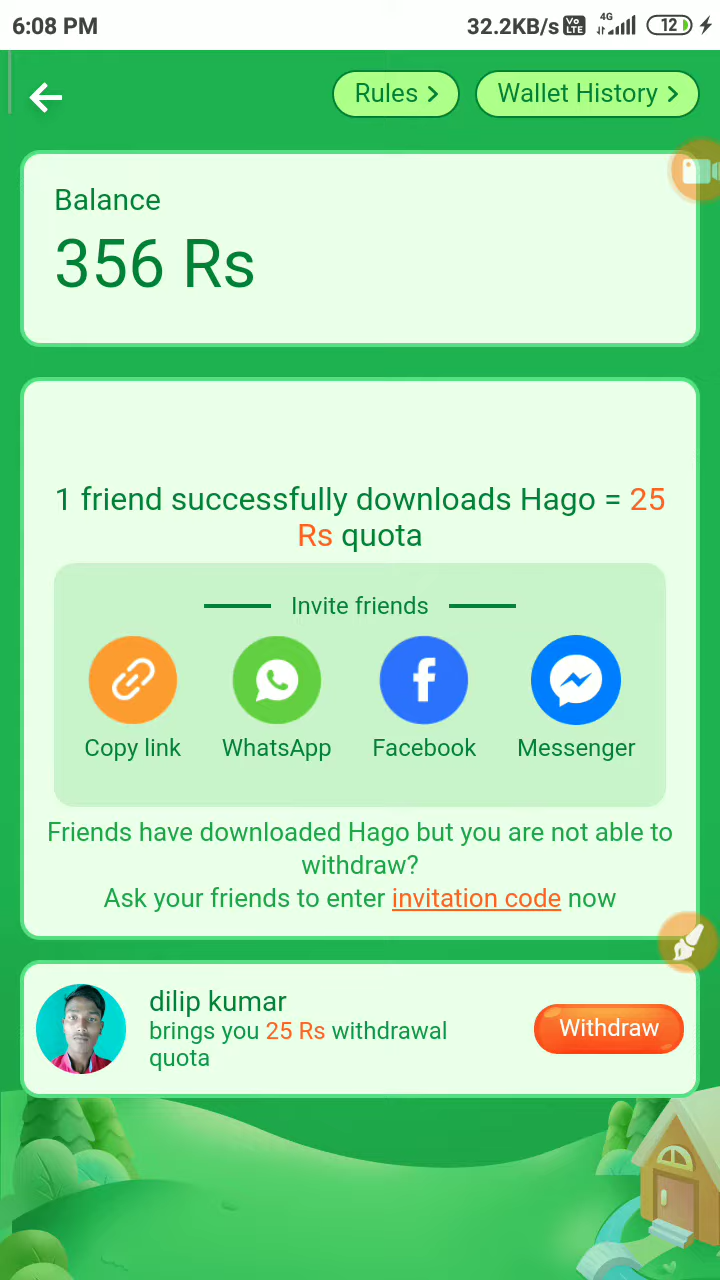 6:08 PM
32.2KB/s Vo LTE 4G 12
Rules
Wallet History
Balance
356 Rs
1 friend successfully downloads Hago = 25
Rs quota
Invite friends
Copy link WhatsApp Facebook Messenger
Friends have downloaded Hago but you are not able to
withdraw?
Ask your friends to enter invitation code now
dilip kumar
brings you 25 Rs withdrawal
quota
Withdraw